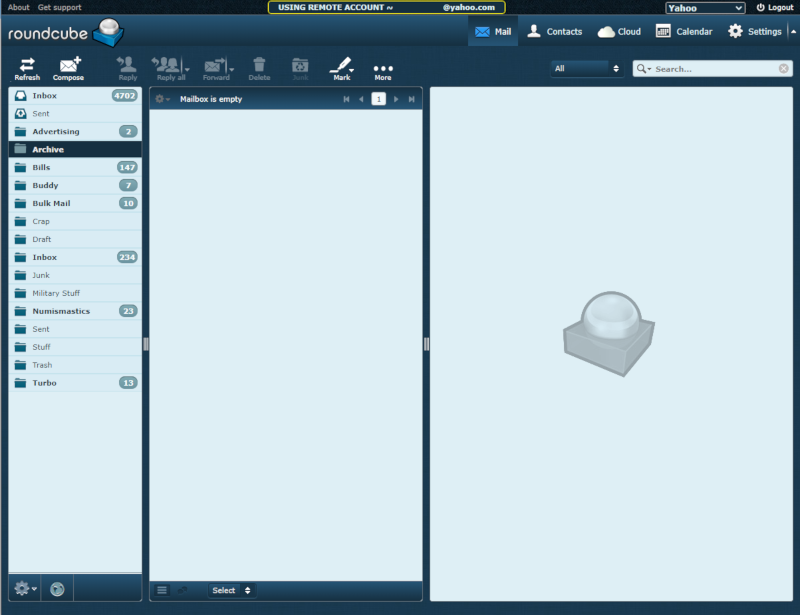 About Get support USING REMOTE ACCOUNT ~ @yahoo.com Yahoo Logout
roundcube Mail Contacts Cloud Calendar Settings
Refresh Compose Reply Reply all Forward Delete Junk Mark More All Search...
Inbox 4702
Mailbox is empty 1
Sent
Advertising 2
Archive
Bills 147
Buddy 7
Bulk Mail 10
Crap
Draft
Inbox 234
Junk
Military Stuff
Numismastics 23
Sent
Stuff
Trash
Turbo 13
Select